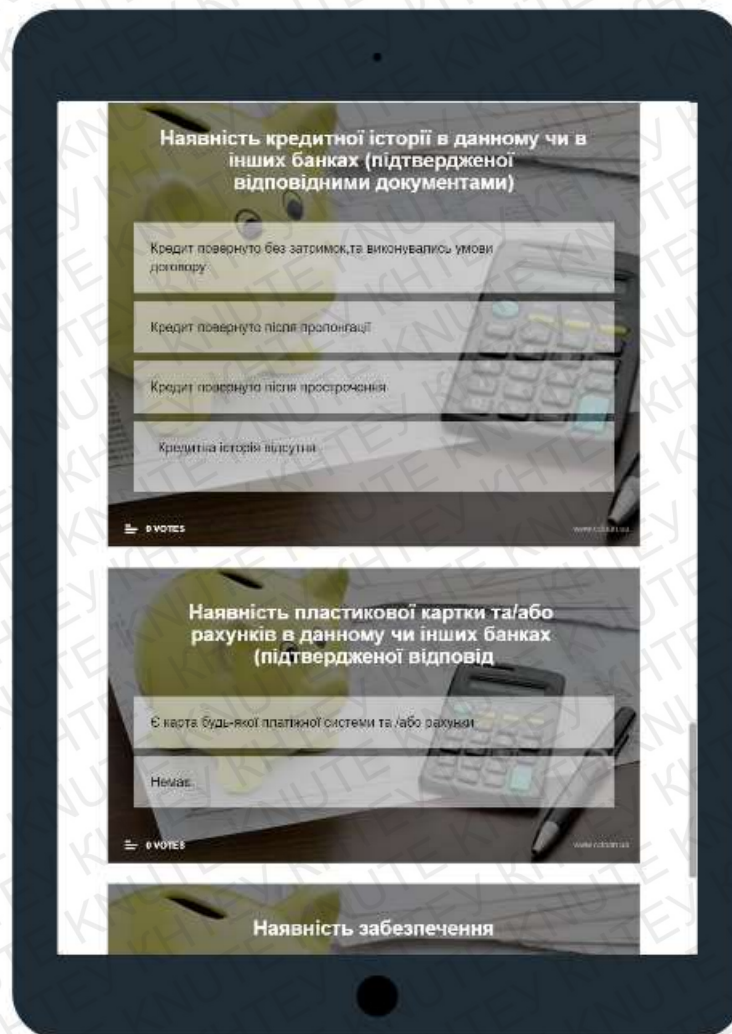 Наявність кредитної історії в данному чи в
інших банках (підтвердженої
відповідними документами)
Кредит повернуто без затримок,та виконувались умови
договору
Кредит повернуто після пролонгації
Кредит повернуто після прострочення
Кредитна історія відсутня
0 VOTES
Наявність пластикової картки та/або
рахунків в данному чи інших банках
(підтвердженої відповід
Є карта будь-якої платіжної системи та /або рахунки
Немає
0 VOTES
Наявність забезпечення